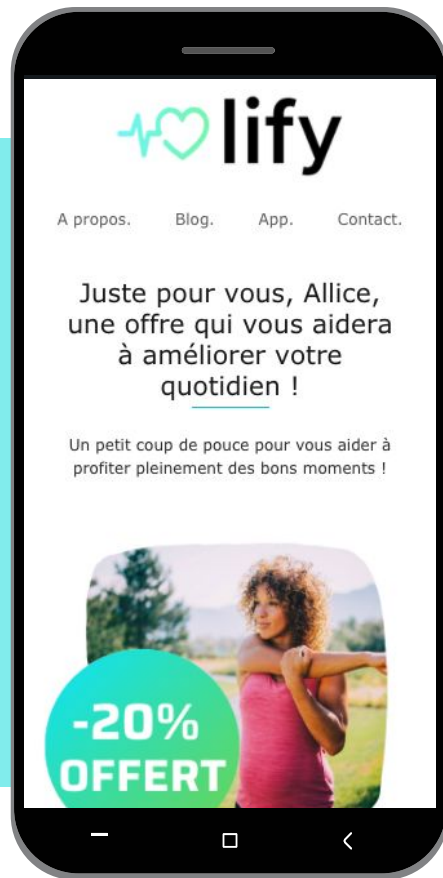 lify
A propos. Blog. App. Contact.
Juste pour vous, Allice,
une offre qui vous aidera
à améliorer votre
quotidien !
Un petit coup de pouce pour vous aider à
profiter pleinement des bons moments !
-20%
OFFERT